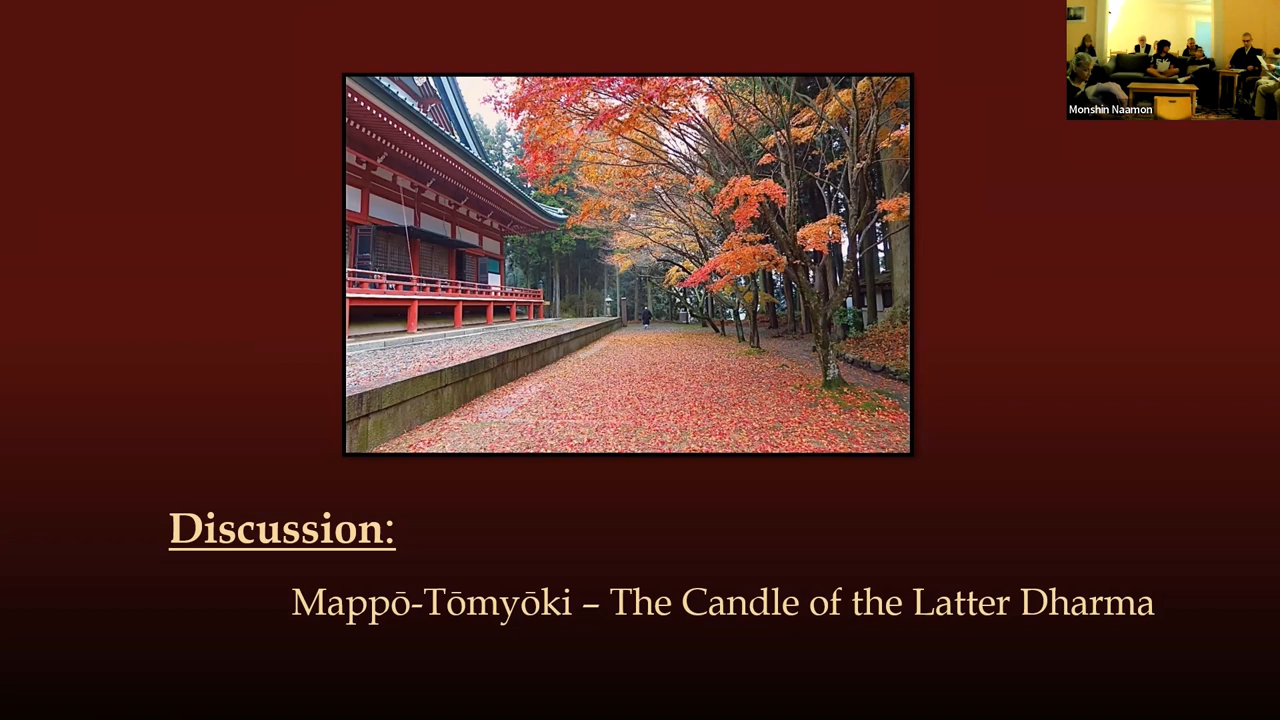 Monshin Naamon
Discussion:
Mappō-Tōmyōki – The Candle of the Latter Dharma